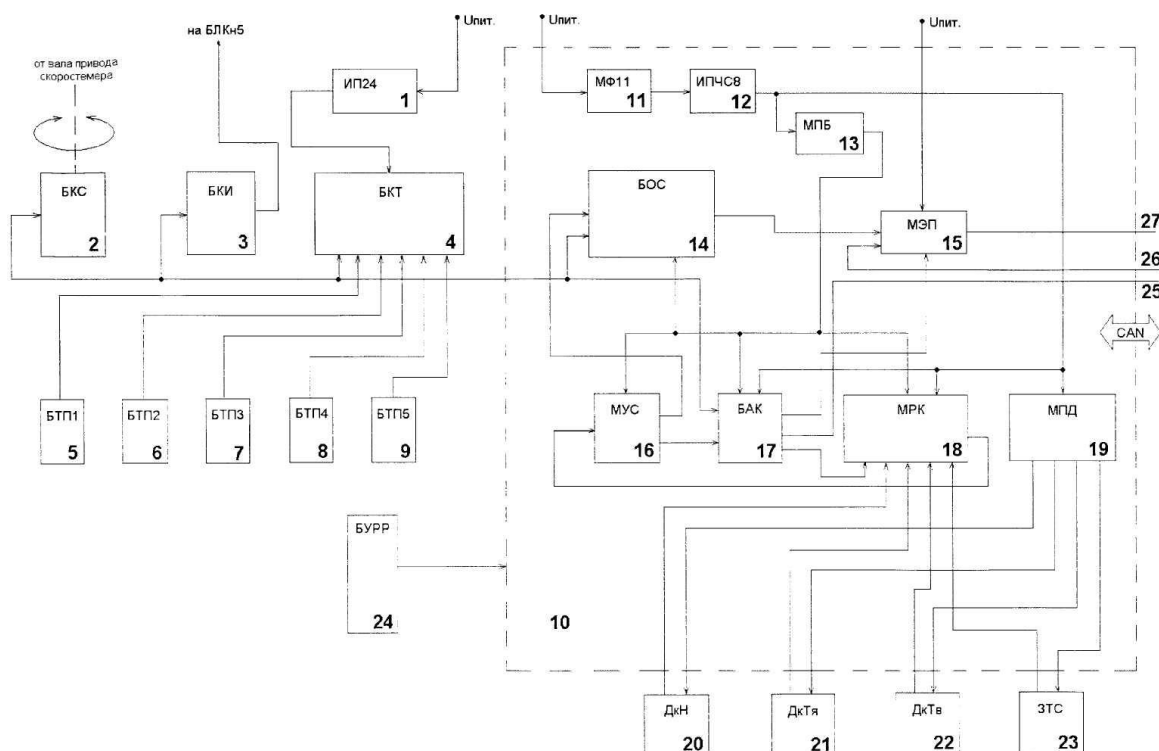 Uпит.
Uпит.
Uпит.
на БЛКн5
от вала привода
скоростемера
ИП24
1
МФ11
11
ИПЧС8
12
МПБ
13
БКС
2
БКИ
3
БКТ
4
БОС
14
МЭП
15
27
26
25
CAN
БТП1
5
БТП2
6
БТП3
7
БТП4
8
БТП5
9
МУС
16
БАК
17
МРК
18
МПД
19
БУРР
24
10
ДкН
20
ДкТя
21
ДкТв
22
ЗТС
23